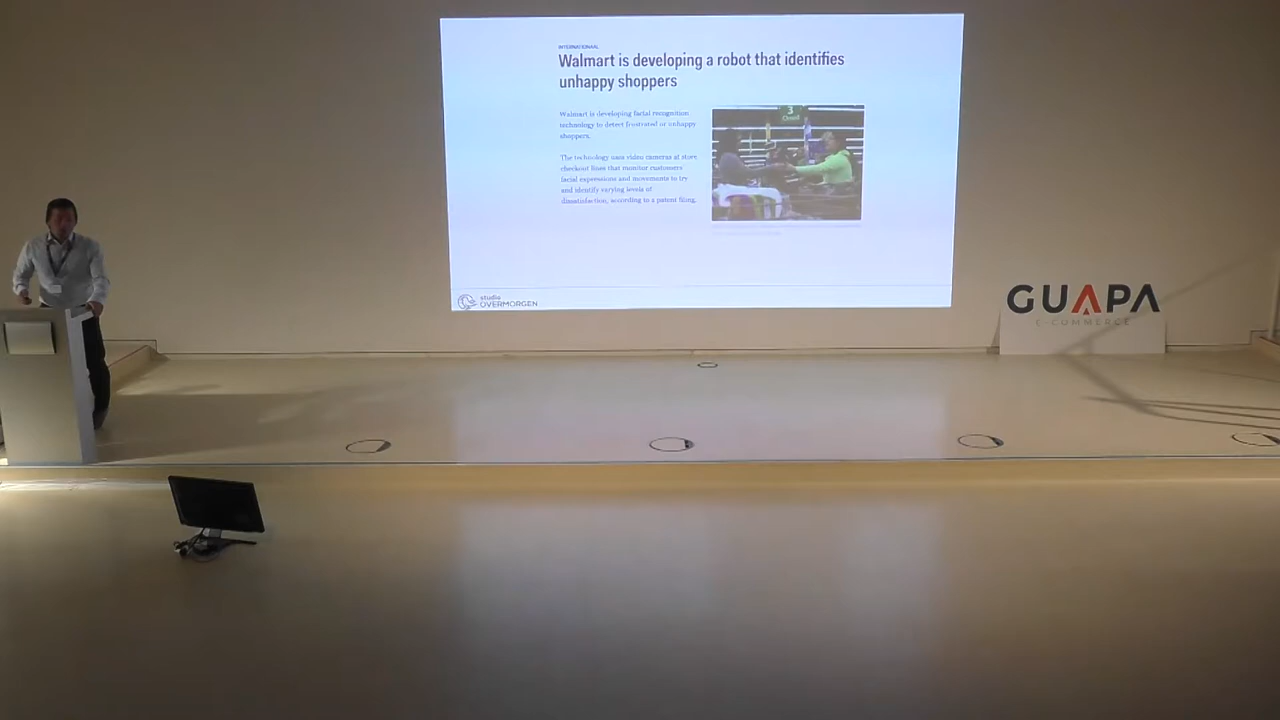 INTERNATIONAAL
Walmart is developing a robot that identifies
unhappy shoppers
Walmart is developing facial recognition
technology to detect frustrated or unhappy
shoppers.
The technology uses video cameras at store
checkout lines that monitor customers'
facial expressions and movements to try
and identify varying levels of
dissatisfaction, according to a patent filing.
3
Closed
studio
OVERMORGEN
GUAPA
E-COMMERCE